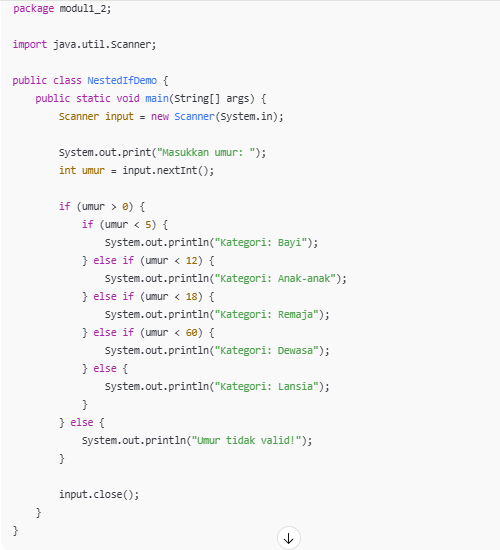 package modul1_2;
import java.util.Scanner;
public class NestedIfDemo {
    public static void main(String[] args) {
        Scanner input = new Scanner(System.in);
        System.out.print("Masukkan umur: ");
        int umur = input.nextInt();
        if (umur > 0) {
            if (umur < 5) {
                System.out.println("Kategori: Bayi");
            } else if (umur < 12) {
                System.out.println("Kategori: Anak-anak");
            } else if (umur < 18) {
                System.out.println("Kategori: Remaja");
            } else if (umur < 60) {
                System.out.println("Kategori: Dewasa");
            } else {
                System.out.println("Kategori: Lansia");
            }
        } else {
            System.out.println("Umur tidak valid!");
        }
        input.close();
    }
}